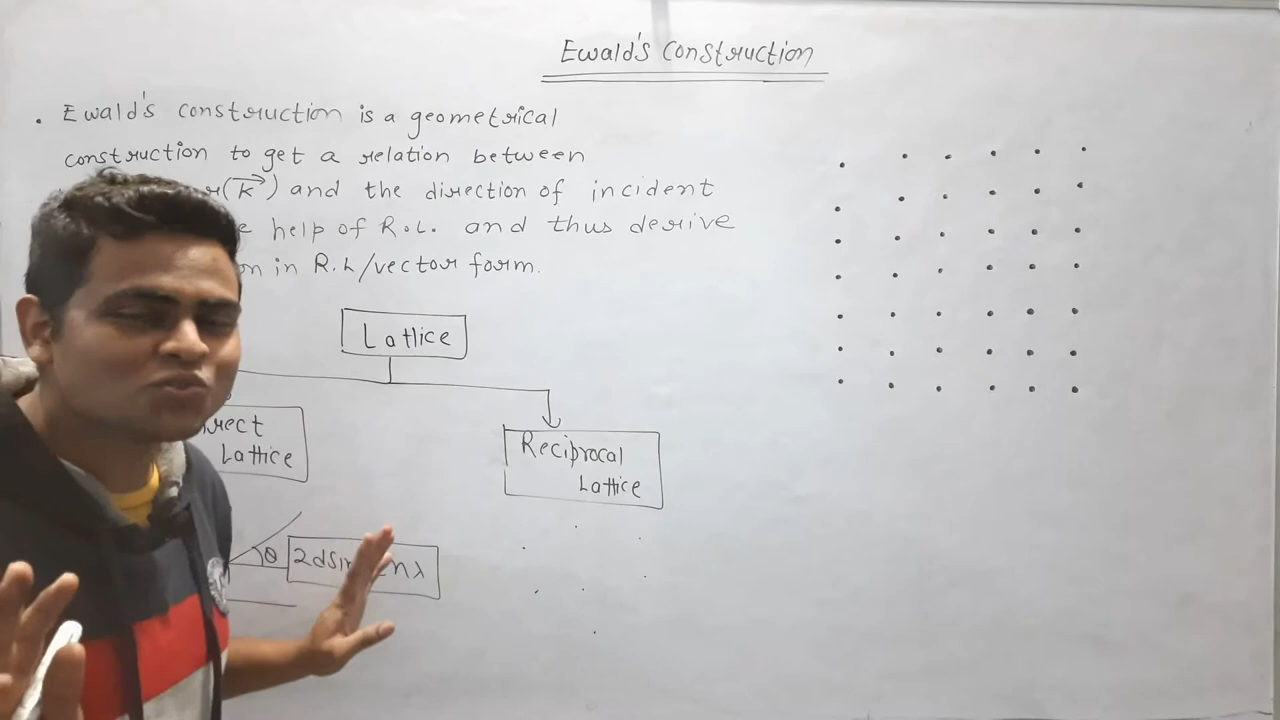 Ewald's Construction
. Ewald's construction is a geometrical
construction to get a relation between
(k) and the direction of incident
help of R.L. and thus derive
in R.L/vector form.
Lattice
Lattice
Reciprocal
Lattice
θ
nλ